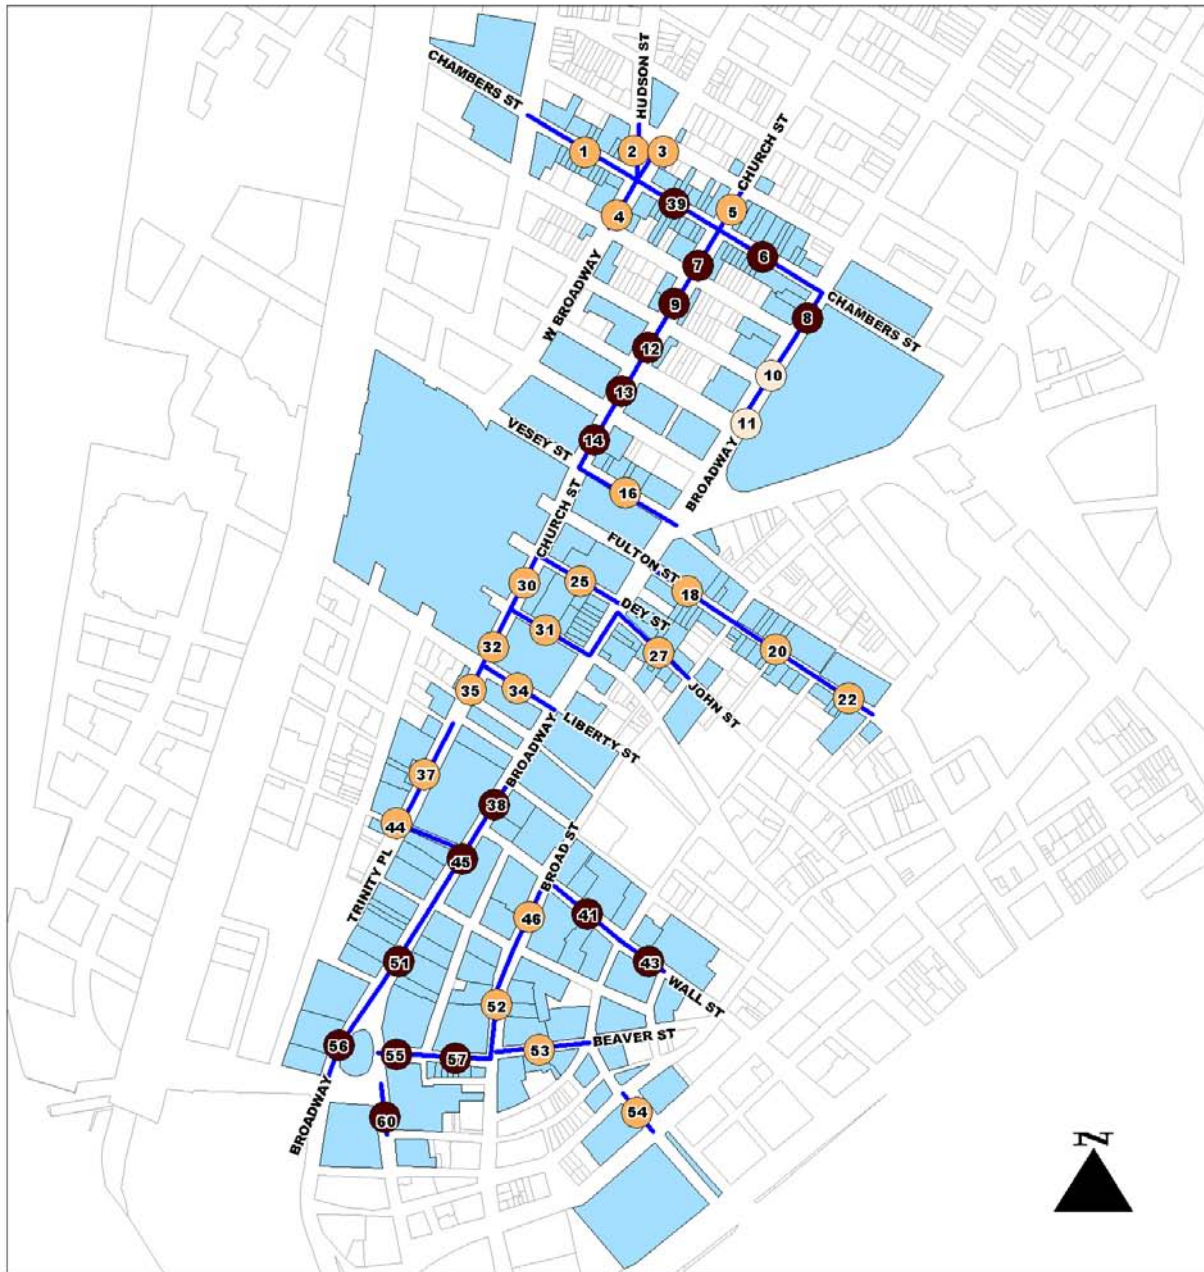 CHAMBERS ST
HUDSON ST
CHURCH ST
1
2
3
39
5
4
7
6
W BROADWAY
9
8
CHAMBERS ST
12
10
13
11
VESEY ST
14
BROADWAY
16
CHURCH ST
FULTON ST
30
25
18
DEY ST
31
32
27
20
35
34
JOHN ST
22
LIBERTY ST
BROADWAY
37
38
44
45
BROAD ST
TRINITY PL
46
41
51
43
WALL ST
52
56
55
57
53
BEAVER ST
BROADWAY
60
54
N